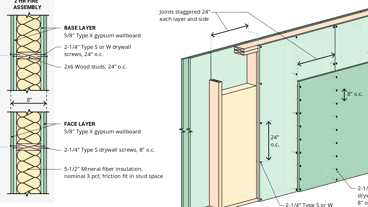 2 HR FIRE
ASSEMBLY
BASE LAYER
5/8" Type X gypsum wallboard
2-1/4" Type S or W drywall
screws, 24" o.c.
2x6 Wood studs, 24" o.c.
8"
FACE LAYER
5/8" Type X gypsum wallboard
2-1/4" Type S drywall screws, 8" o.c.
5-1/2" Mineral fiber insulation,
nominal 3 pcf, friction fit in stud space
Joints staggered 24"
each layer and side
8" o.c.
24"
o.c.
2-1/4" Type S or W
2-1/
dryw
8" o